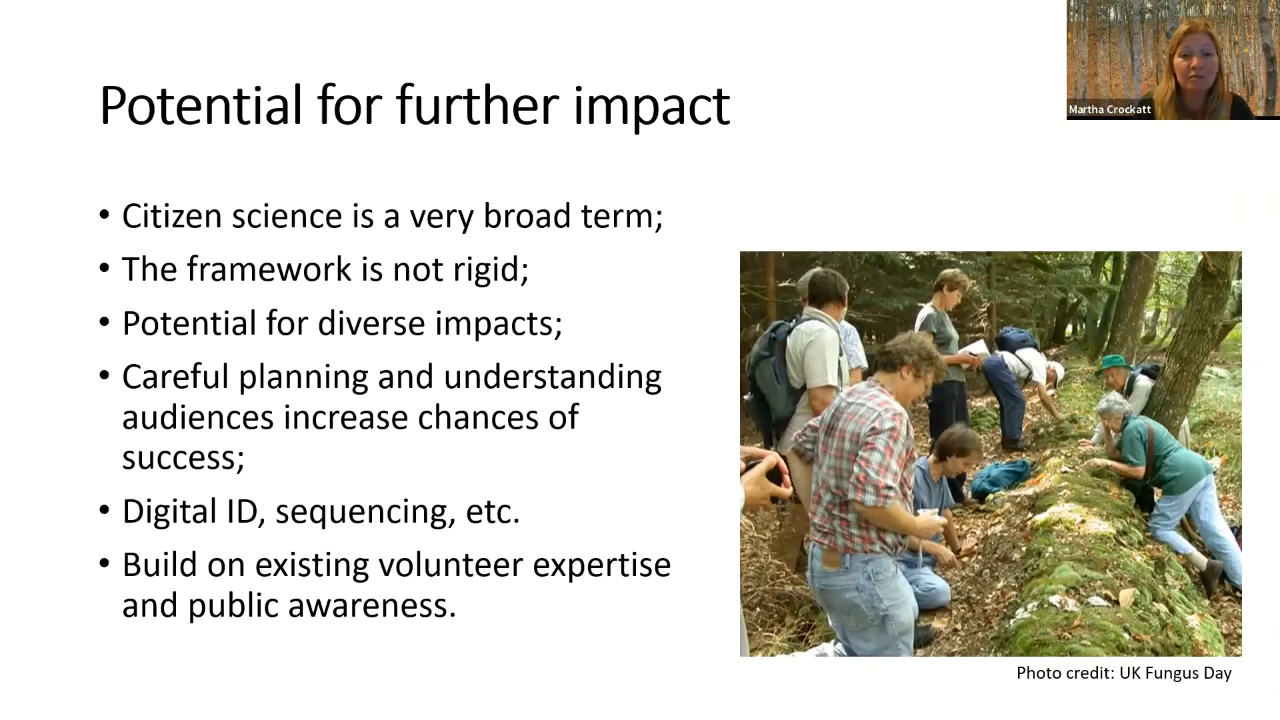 Martha Crockatt
Potential for further impact
• Citizen science is a very broad term;
• The framework is not rigid;
• Potential for diverse impacts;
• Careful planning and understanding
audiences increase chances of
success;
• Digital ID, sequencing, etc.
• Build on existing volunteer expertise
and public awareness.
Photo credit: UK Fungus Day